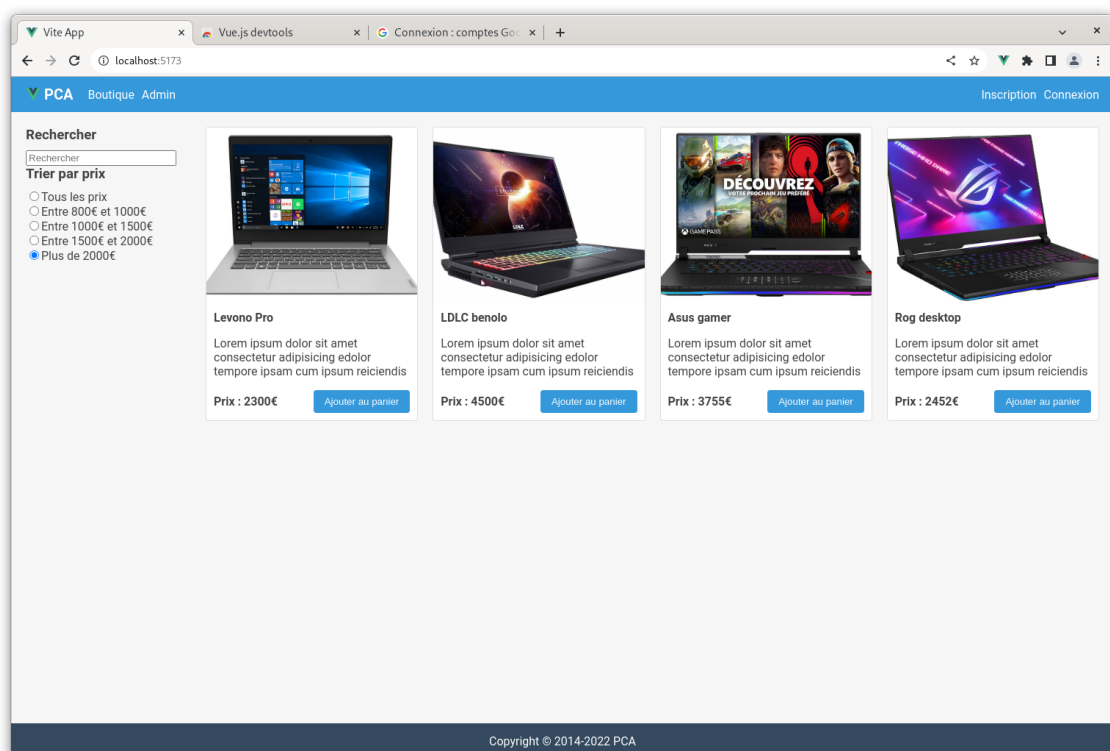 Vite App
Vue.js devtools
Connexion : comptes Goo
localhost:5173
PCA
Boutique Admin
Inscription Connexion
Rechercher
Rechercher
Trier par prix
Tous les prix
Entre 800€ et 1000€
Entre 1000€ et 1500€
Entre 1500€ et 2000€
Plus de 2000€
Levono Pro
Lorem ipsum dolor sit amet
consectetur adipisicing edolor
tempore ipsam cum ipsum reiciendis
Prix : 2300€
Ajouter au panier
LDLC benolo
Lorem ipsum dolor sit amet
consectetur adipisicing edolor
tempore ipsam cum ipsum reiciendis
Prix : 4500€
Ajouter au panier
DÉCOUVREZ
VOTRE PROCHAIN JEU PRÉFÉRÉ
GAME PASS
Asus gamer
Lorem ipsum dolor sit amet
consectetur adipisicing edolor
tempore ipsam cum ipsum reiciendis
Prix : 3755€
Ajouter au panier
Rog desktop
Lorem ipsum dolor sit amet
consectetur adipisicing edolor
tempore ipsam cum ipsum reiciendis
Prix : 2452€
Ajouter au panier
Copyright © 2014-2022 PCA